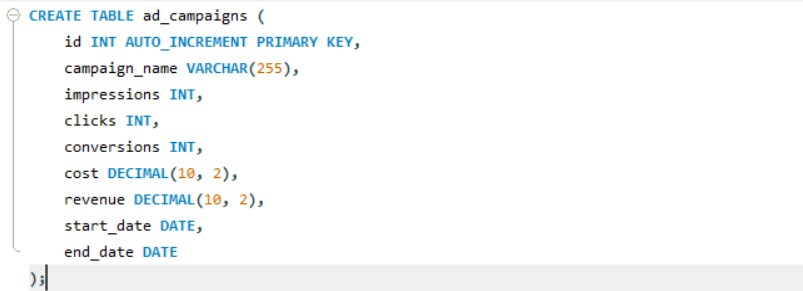 CREATE TABLE ad_campaigns (
    id INT AUTO_INCREMENT PRIMARY KEY,
    campaign_name VARCHAR(255),
    impressions INT,
    clicks INT,
    conversions INT,
    cost DECIMAL(10, 2),
    revenue DECIMAL(10, 2),
    start_date DATE,
    end_date DATE
);